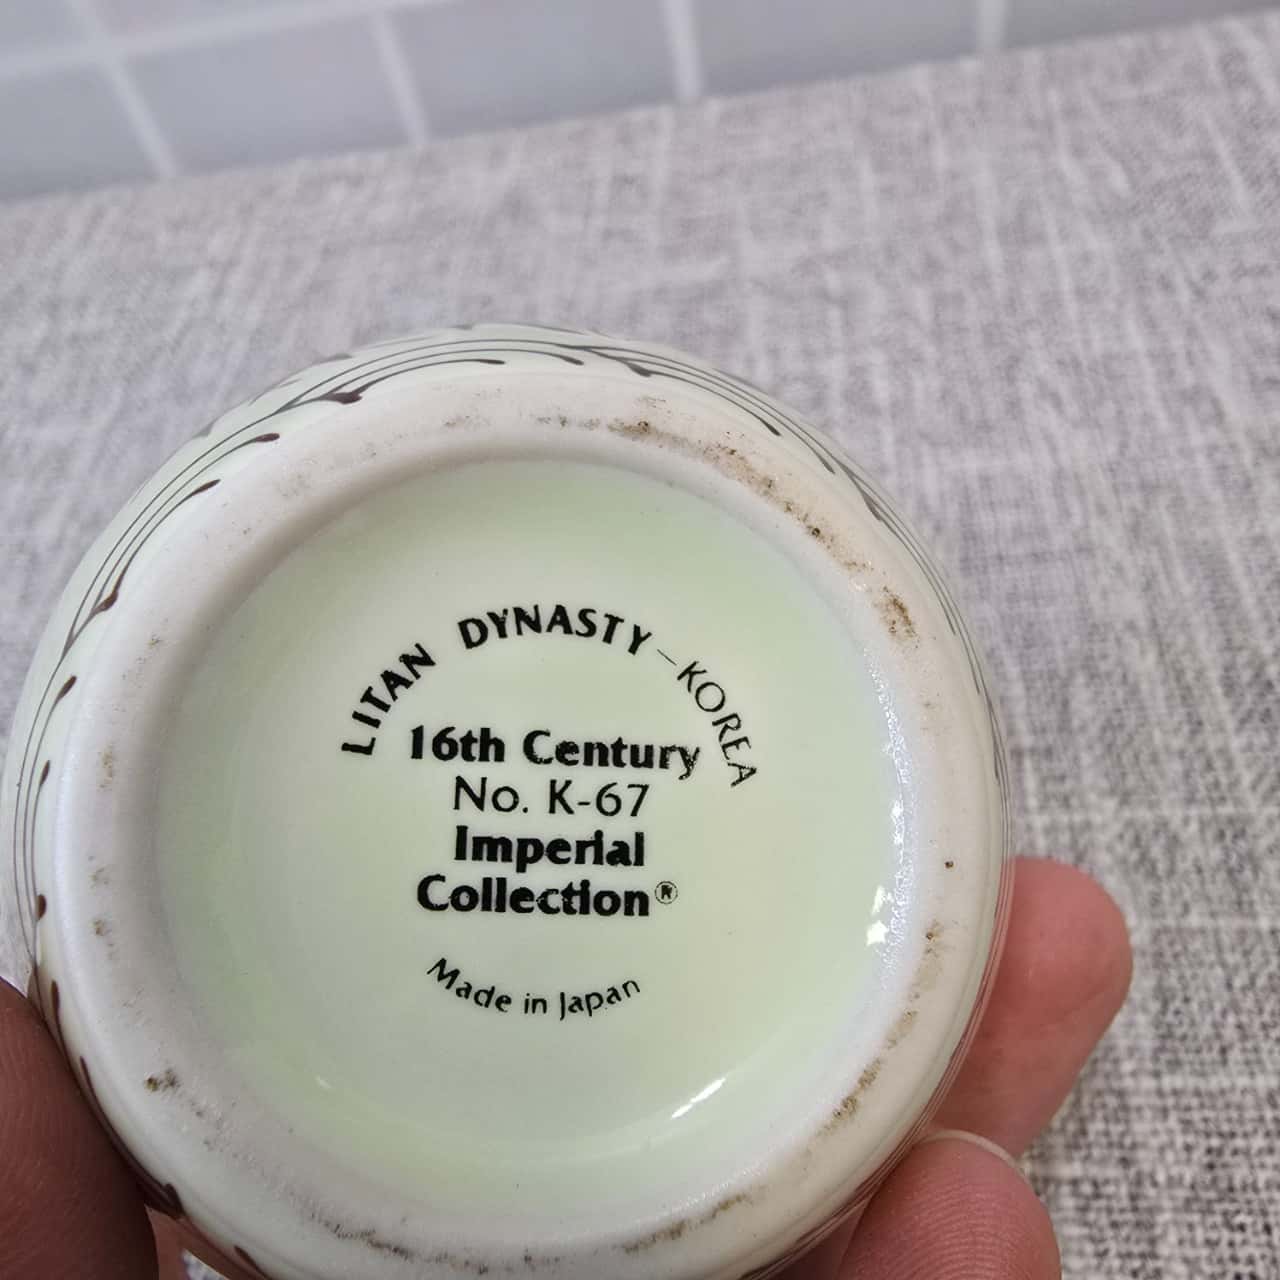 LITAN DYNASTY - KOREA
16th Century
No. K-67
Imperial
Collection®
Made in Japan